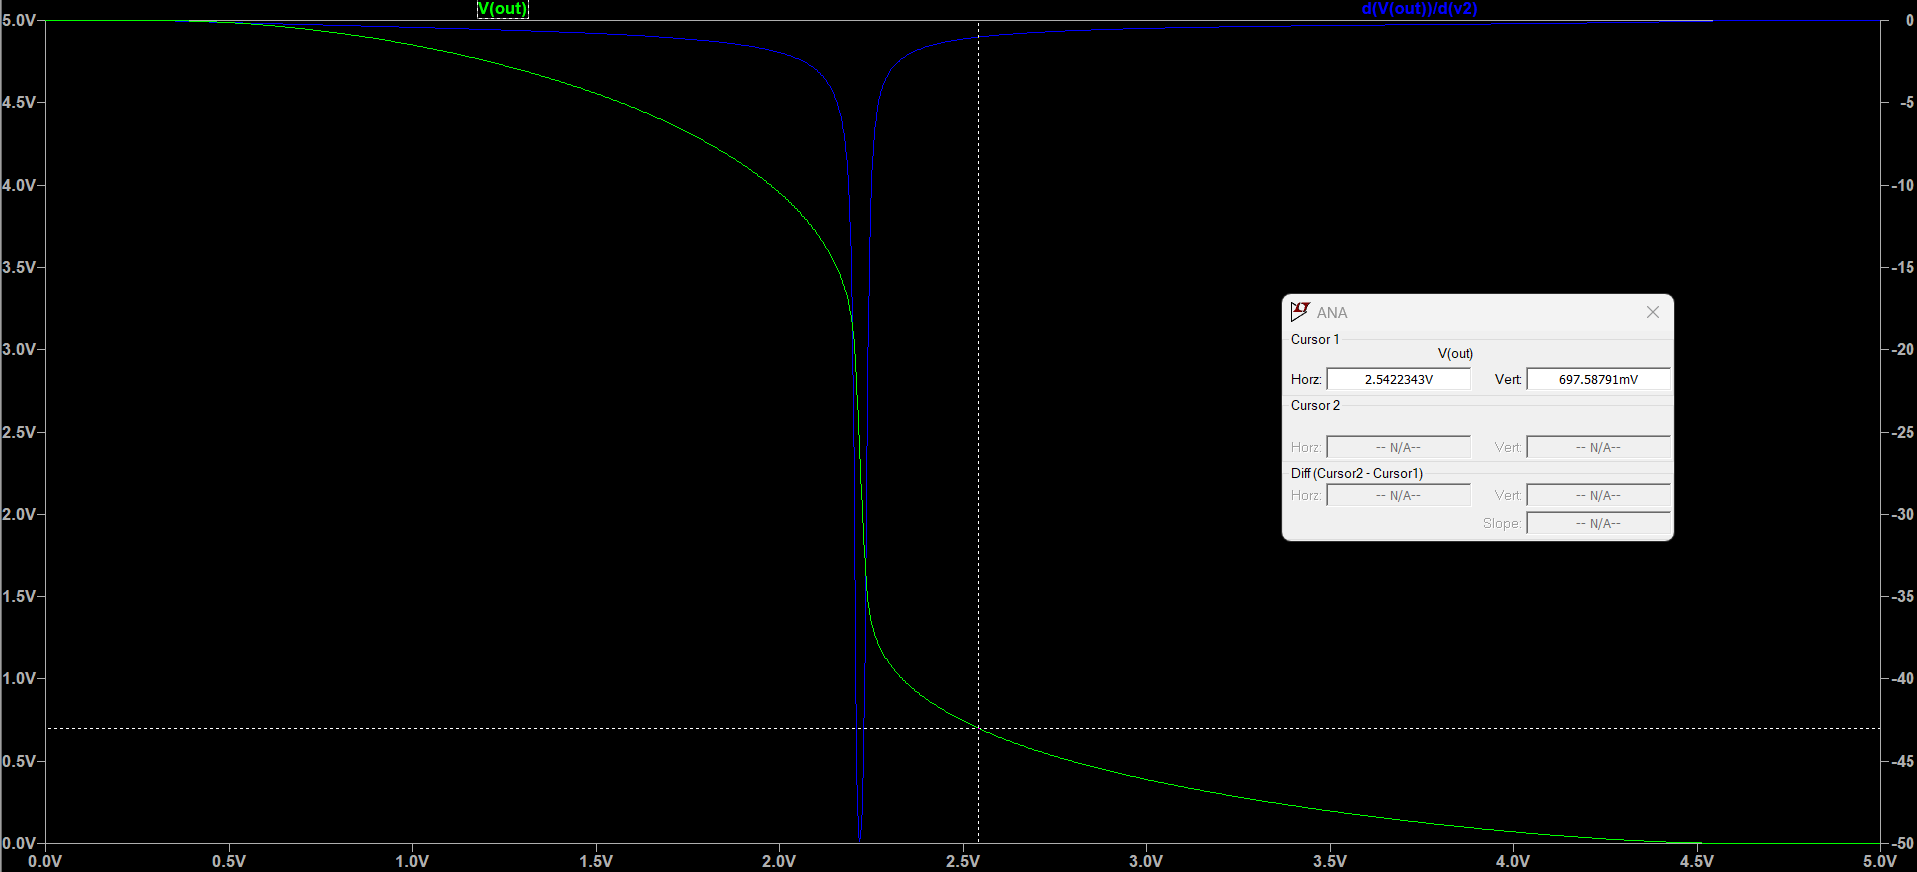 V(out) d(V(out))/d(v2)
5.0V 0
4.5V -5
4.0V -10
3.5V -15
3.0V -20
2.5V -25
2.0V -30
1.5V -35
1.0V -40
0.5V -45
0.0V -50
0.0V 0.5V 1.0V 1.5V 2.0V 2.5V 3.0V 3.5V 4.0V 4.5V 5.0V
ANA
Cursor 1
V(out)
Horz: 2.5422343V Vert: 697.58791mV
Cursor 2
Horz: -- N/A-- Vert: -- N/A--
Diff (Cursor2 - Cursor1)
Horz: -- N/A-- Vert: -- N/A--
Slope: -- N/A--